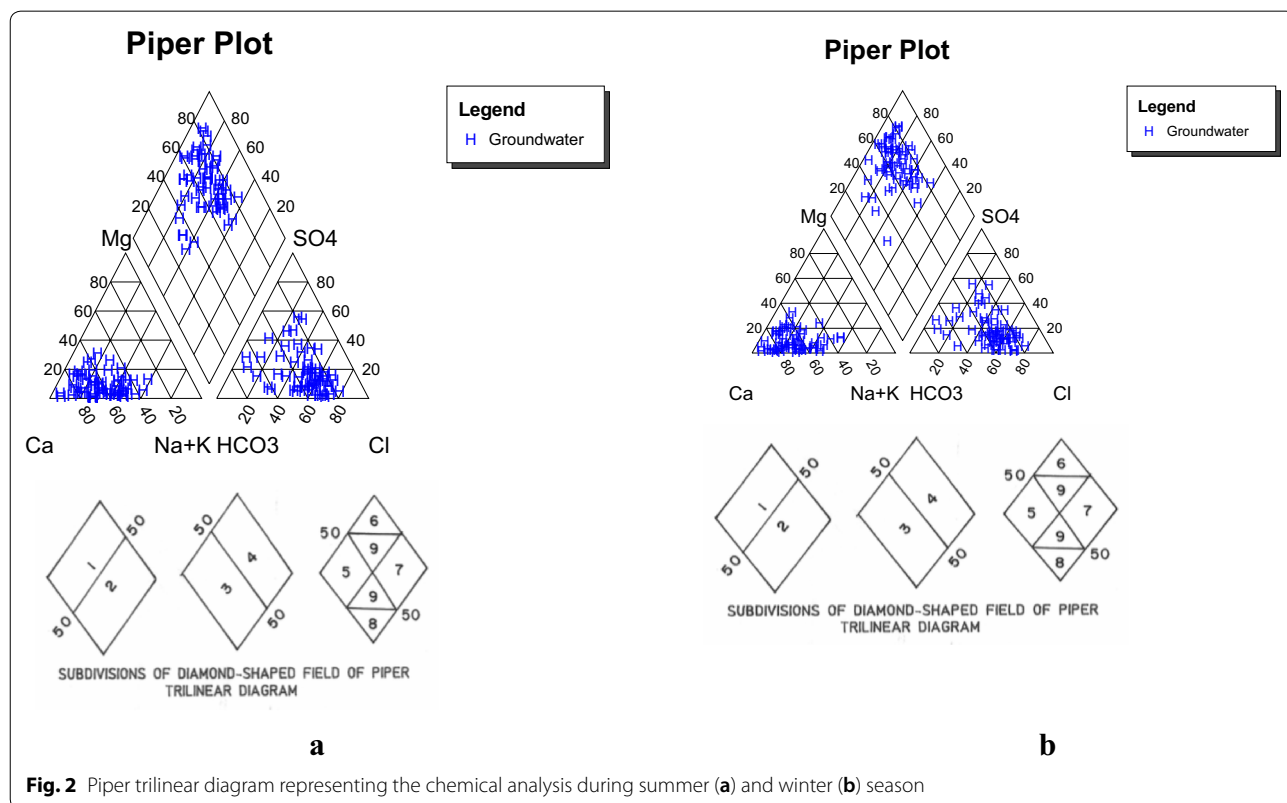 Piper Plot
Legend
H Groundwater
80 80
60 60
40 40
20 20
Mg SO4
80 80
60 60
40 40
20 20
80 60 40 20 20 40 60 80
Ca Na+K HCO3 Cl
50 50 50
1 4 6
2 3 9
5 7
9
8
50 50 50
SUBDIVISIONS OF DIAMOND-SHAPED FIELD OF PIPER
TRILINEAR DIAGRAM
a
Piper Plot
Legend
H Groundwater
80 80
60 60
40 40
20 20
Mg SO4
80 80
60 60
40 40
20 20
80 60 40 20 20 40 60 80
Ca Na+K HCO3 Cl
50 50 50
1 4 6
2 3 9
5 7
9
8
50 50 50
SUBDIVISIONS OF DIAMOND-SHAPED FIELD OF PIPER
TRILINEAR DIAGRAM
b
Fig. 2 Piper trilinear diagram representing the chemical analysis during summer (a) and winter (b) season